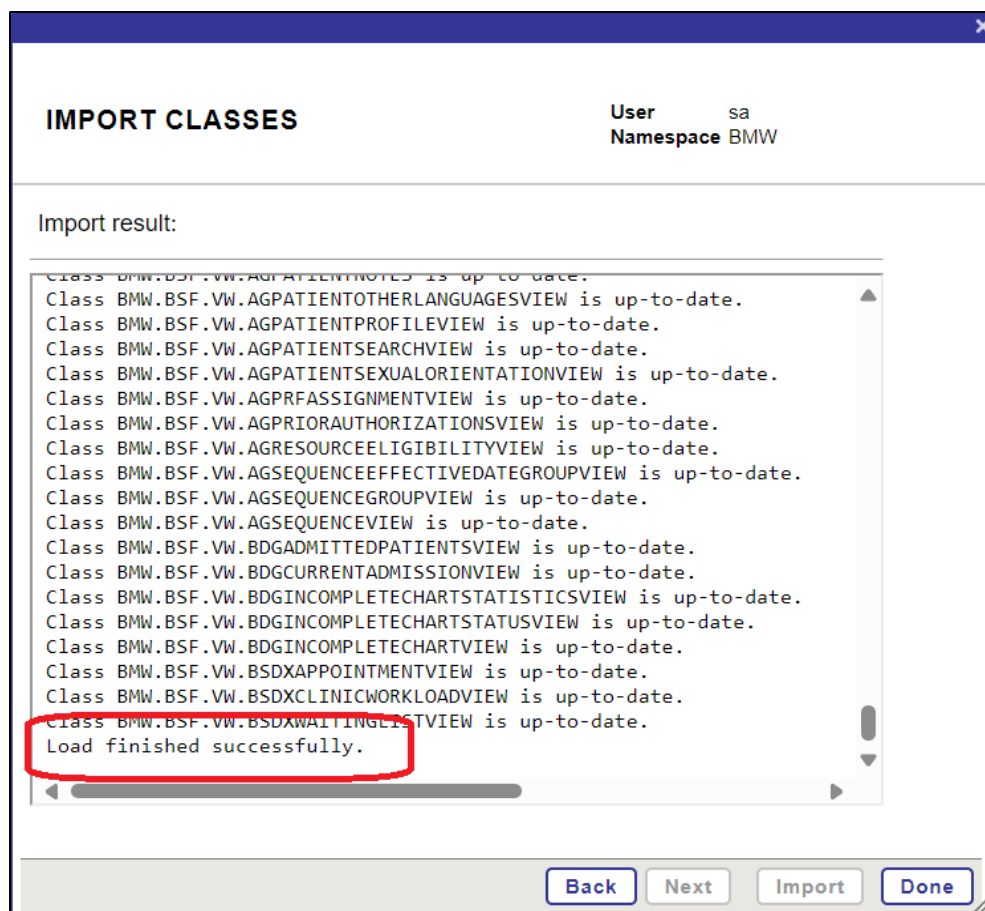 ×
IMPORT CLASSES
User sa
Namespace BMW
Import result:
Class BMW.BSF.VW.AGPATIENTNOTES is up-to-date.
Class BMW.BSF.VW.AGPATIENTOTHERLANGUAGESVIEW is up-to-date.
Class BMW.BSF.VW.AGPATIENTPROFILEVIEW is up-to-date.
Class BMW.BSF.VW.AGPATIENTSEARCHVIEW is up-to-date.
Class BMW.BSF.VW.AGPATIENTSEXUALORIENTATIONVIEW is up-to-date.
Class BMW.BSF.VW.AGPRFASSIGNMENTVIEW is up-to-date.
Class BMW.BSF.VW.AGPRIORAUTHORIZATIONSVIEW is up-to-date.
Class BMW.BSF.VW.AGRESOURCEELIGIBILITYVIEW is up-to-date.
Class BMW.BSF.VW.AGSEQUENCEEFFECTIVEDATEGROUPVIEW is up-to-date.
Class BMW.BSF.VW.AGSEQUENCEGROUPVIEW is up-to-date.
Class BMW.BSF.VW.AGSEQUENCEVIEW is up-to-date.
Class BMW.BSF.VW.BDGADMITTEDPATIENTSVIEW is up-to-date.
Class BMW.BSF.VW.BDGCURRENTADMISSIONVIEW is up-to-date.
Class BMW.BSF.VW.BDGINCOMPLETECHARTSTATISTICSVIEW is up-to-date.
Class BMW.BSF.VW.BDGINCOMPLETECHARTSTATUSVIEW is up-to-date.
Class BMW.BSF.VW.BDGINCOMPLETECHARTVIEW is up-to-date.
Class BMW.BSF.VW.BSDXAPPOINTMENTVIEW is up-to-date.
Class BMW.BSF.VW.BSDXCLINICWORKLOADVIEW is up-to-date.
Class BMW.BSF.VW.BSDXWAITINGLISTVIEW is up-to-date.
Load finished successfully.
Back Next Import Done